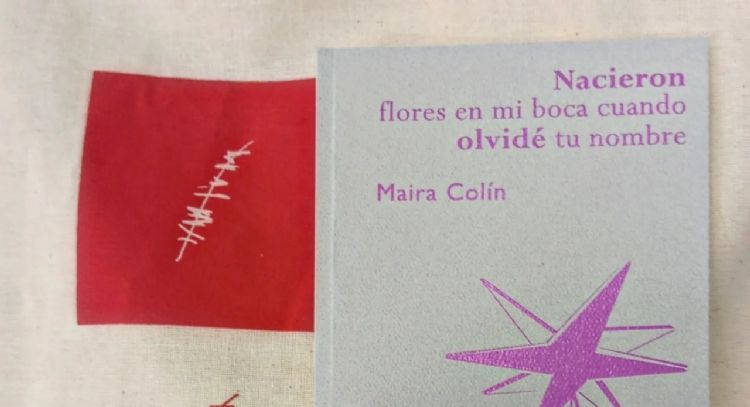 Nacieron
flores en mi boca cuando
olvidé tu nombre
Maira Colín